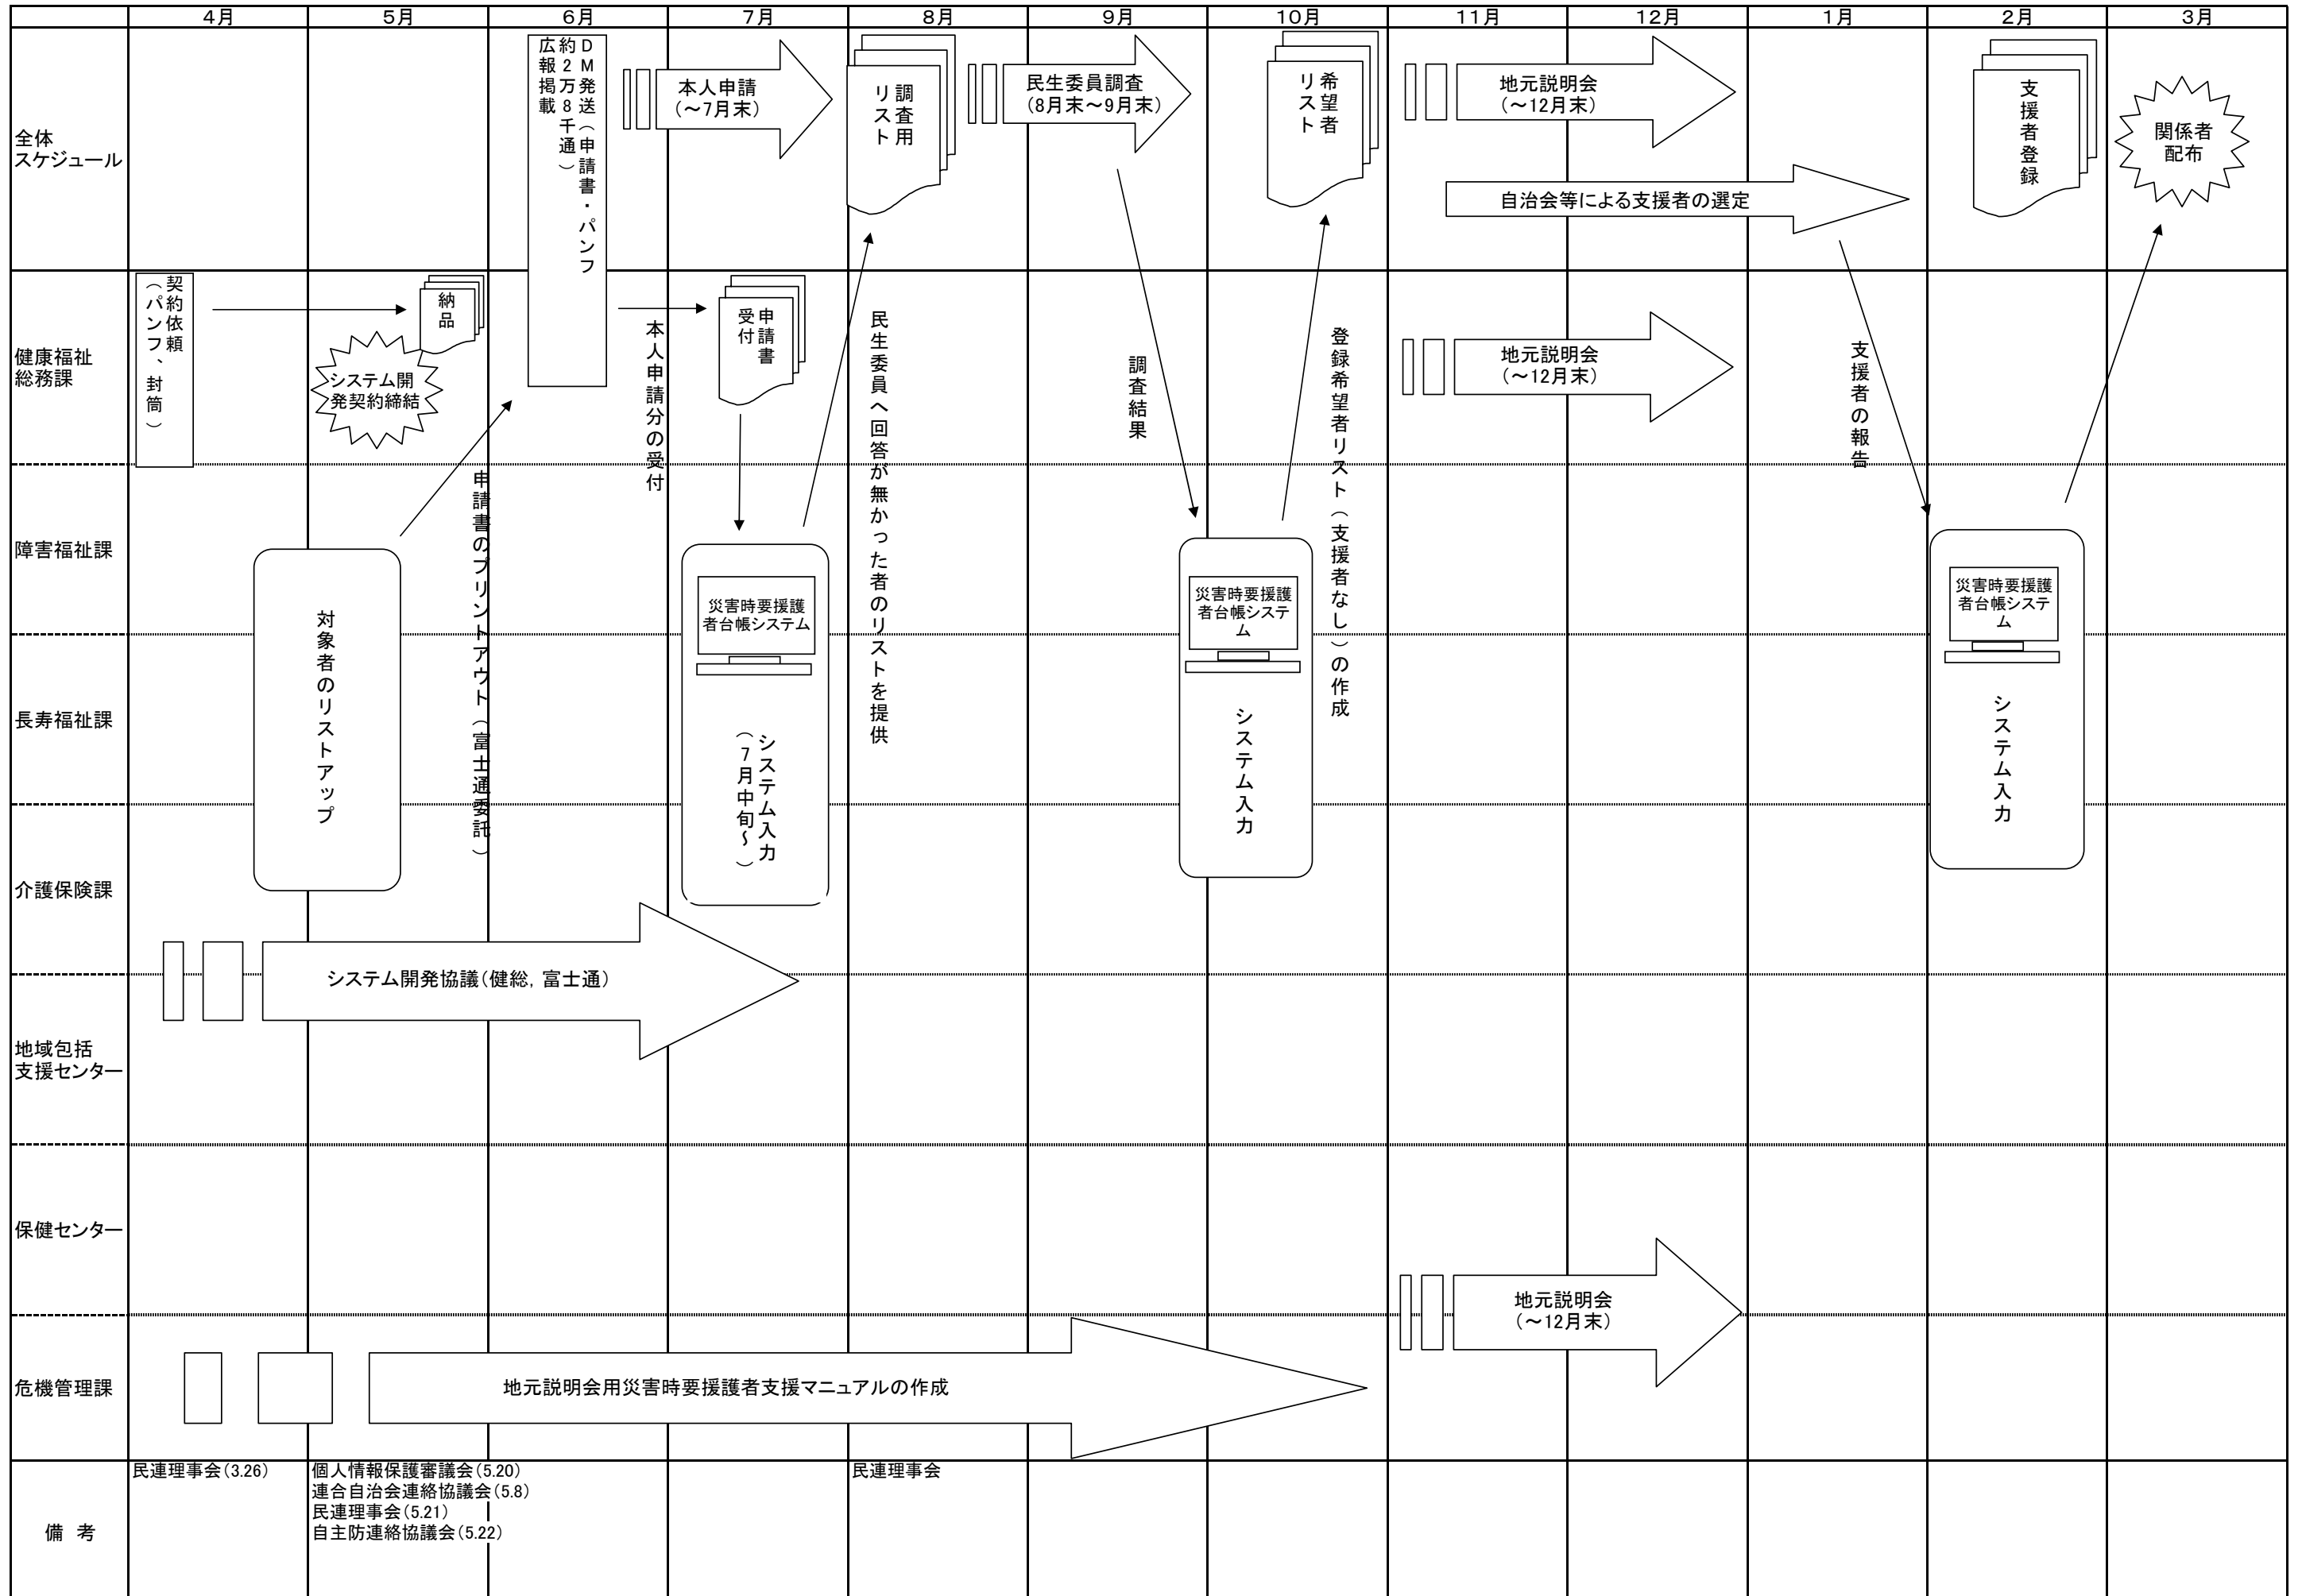 4月
5月
6月
7月
8月
9月
10月
11月
12月
1月
2月
3月
全体
スケジュール
DM発送（申請書・パンフ
約2万8千通）
広報掲載
本人申請
（～7月末）
調査用
リスト
民生委員調査
（8月末～9月末）
希望者
リスト
地元説明会
（～12月末）
自治会等による支援者の選定
支援者登録
関係者
配布
健康福祉
総務課
契約依頼
（パンフ、封筒）
納品
システム開
発契約締結
本人申請分の受付
申請書
受付
民生委員へ回答が無かった者のリストを提供
調査結果
登録希望者リスト（支援者なし）の作成
地元説明会
（～12月末）
支援者の報告
障害福祉課
長寿福祉課
介護保険課
対象者のリストアップ
申請書のプリントアウト（富士通委託）
災害時要援護
者台帳システム
システム入力
（7月中旬～）
災害時要援護
者台帳システ
ム
システム入力
災害時要援護
者台帳システ
ム
システム入力
システム開発協議（健総，富士通）
地域包括
支援センター
保健センター
地元説明会
（～12月末）
危機管理課
地元説明会用災害時要援護者支援マニュアルの作成
備 考
民連理事会（3.26）
個人情報保護審議会（5.20）
連合自治会連絡協議会（5.8）
民連理事会（5.21）
自主防連絡協議会（5.22）
民連理事会